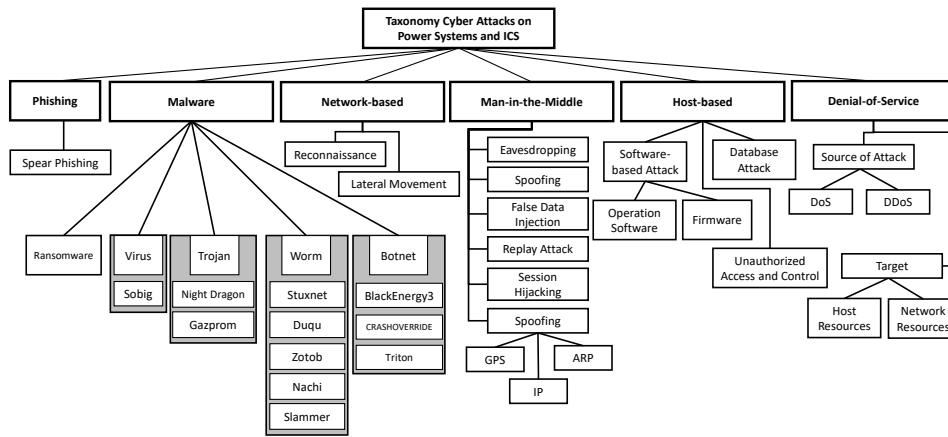 Taxonomy Cyber Attacks on
Power Systems and ICS
Phishing
Malware
Network-based
Man-in-the-Middle
Host-based
Denial-of-Service
Spear Phishing
Reconnaissance
Lateral Movement
Ransomware
Virus
Sobig
Trojan
Night Dragon
Gazprom
Worm
Stuxnet
Duqu
Zotob
Nachi
Slammer
Botnet
BlackEnergy3
CRASHOVERRIDE
Triton
Eavesdropping
Spoofing
False Data
Injection
Replay Attack
Session
Hijacking
Spoofing
GPS
IP
ARP
Software-
based Attack
Operation
Software
Firmware
Database
Attack
Unauthorized
Access and Control
Source of Attack
DoS
DDoS
Target
Host
Resources
Network
Resources